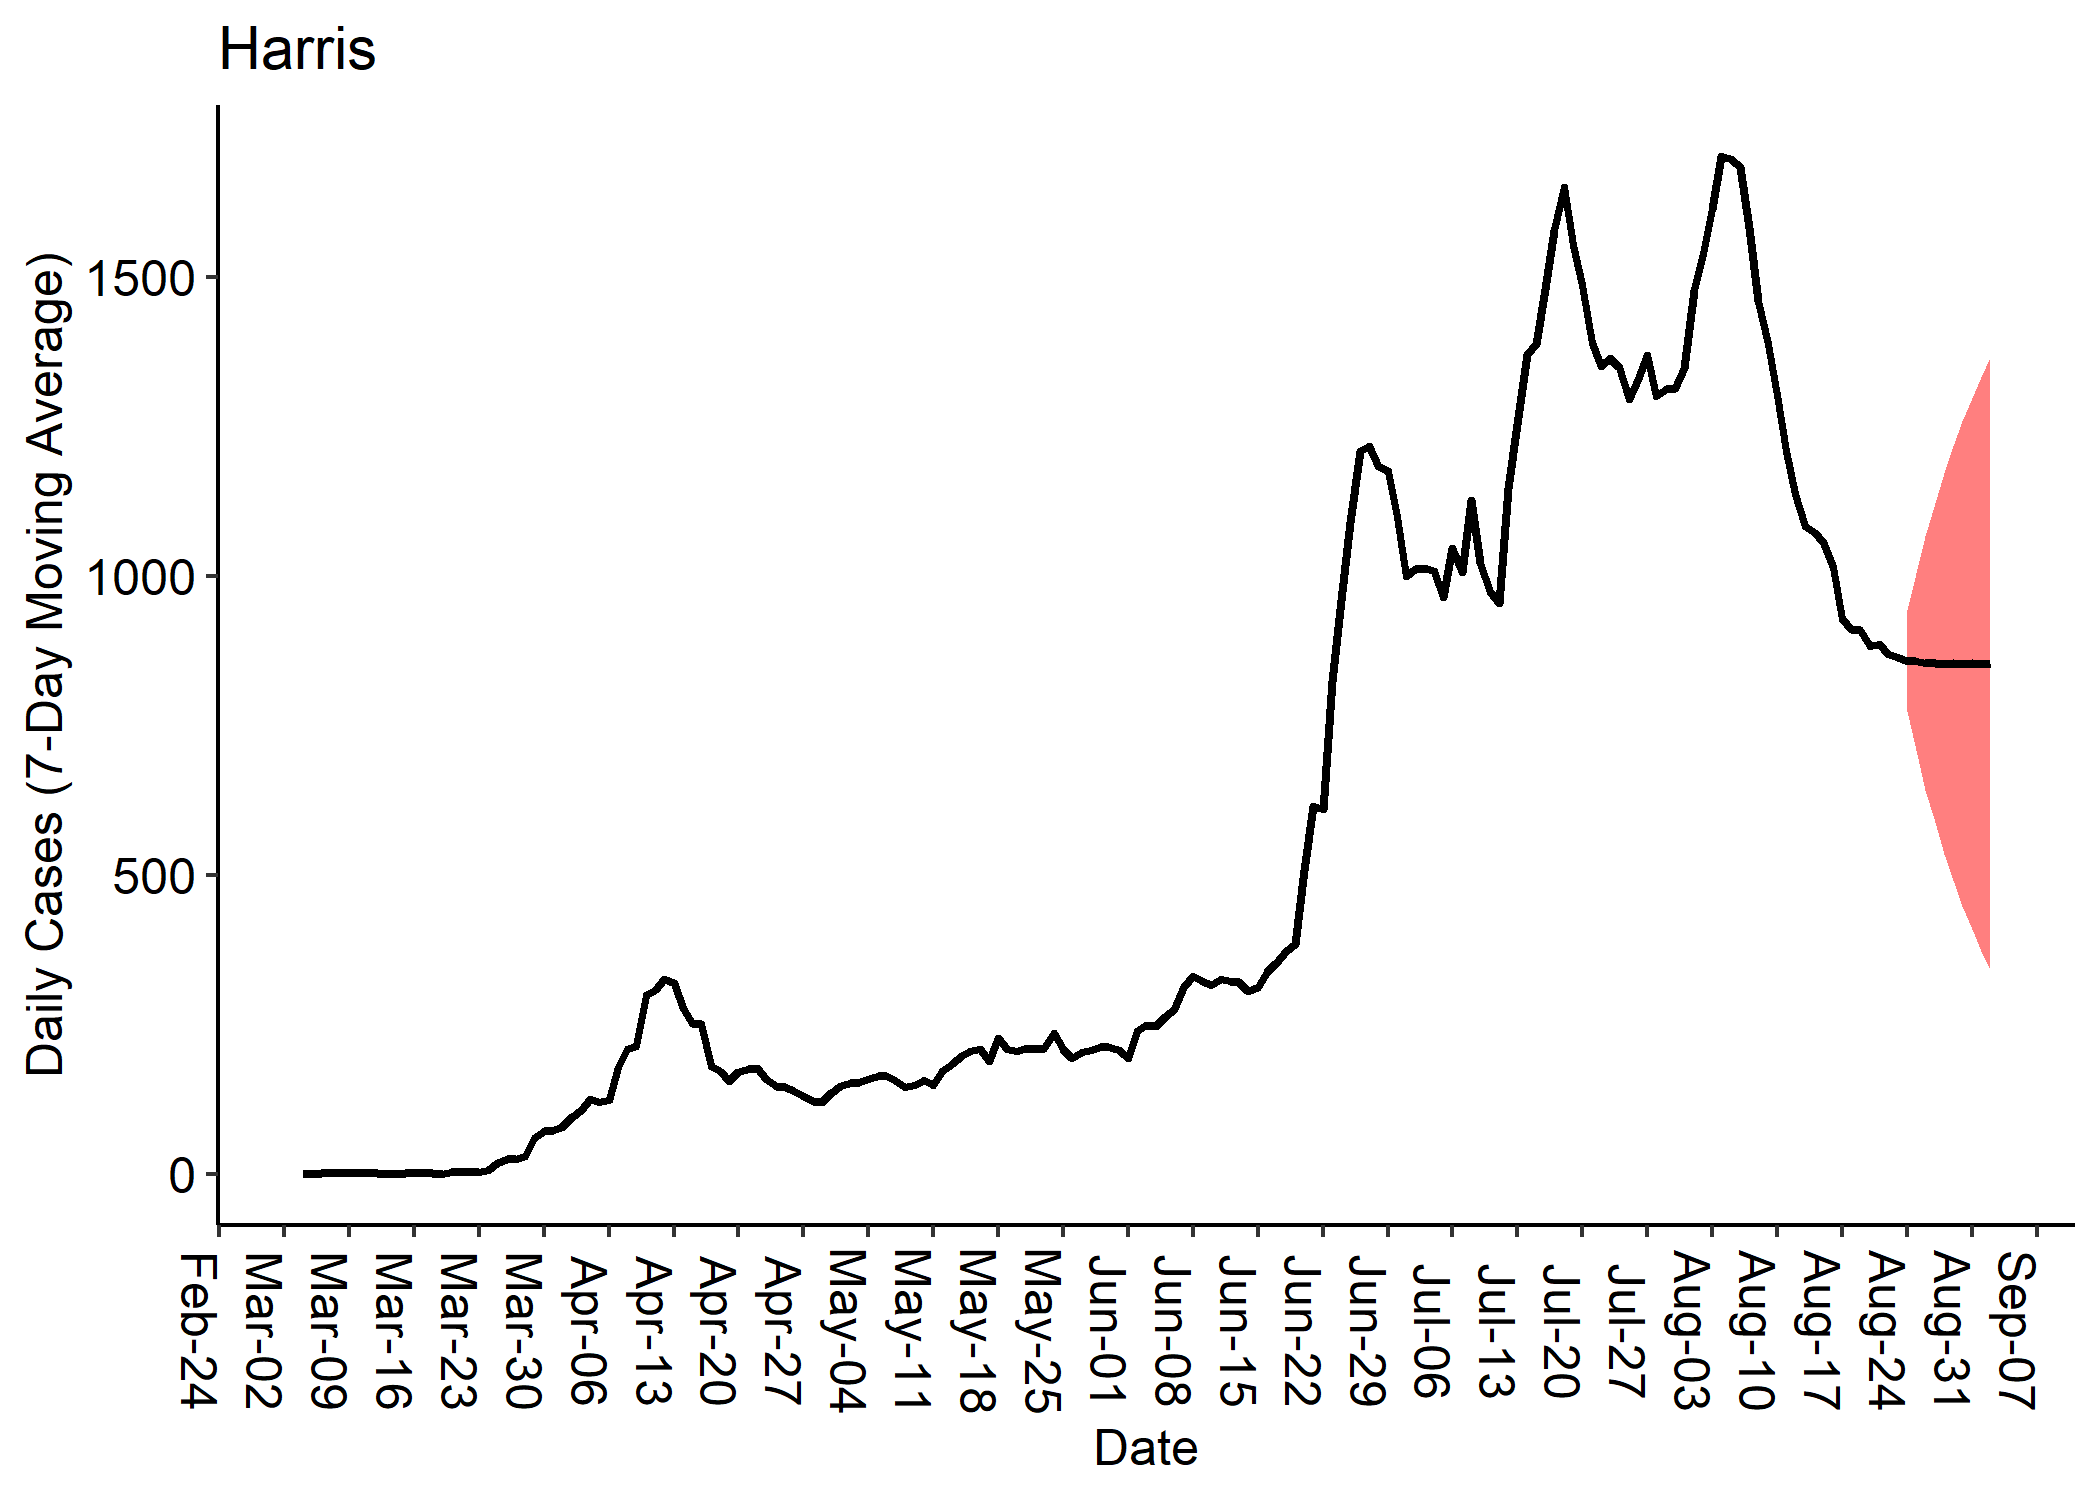 Harris
Daily Cases (7-Day Moving Average)
1500
1000
500
0
Feb-24
Mar-02
Mar-09
Mar-16
Mar-23
Mar-30
Apr-06
Apr-13
Apr-20
Apr-27
May-04
May-11
May-18
May-25
Jun-01
Jun-08
Jun-15
Jun-22
Jun-29
Jul-06
Jul-13
Jul-20
Jul-27
Aug-03
Aug-10
Aug-17
Aug-24
Aug-31
Sep-07
Date